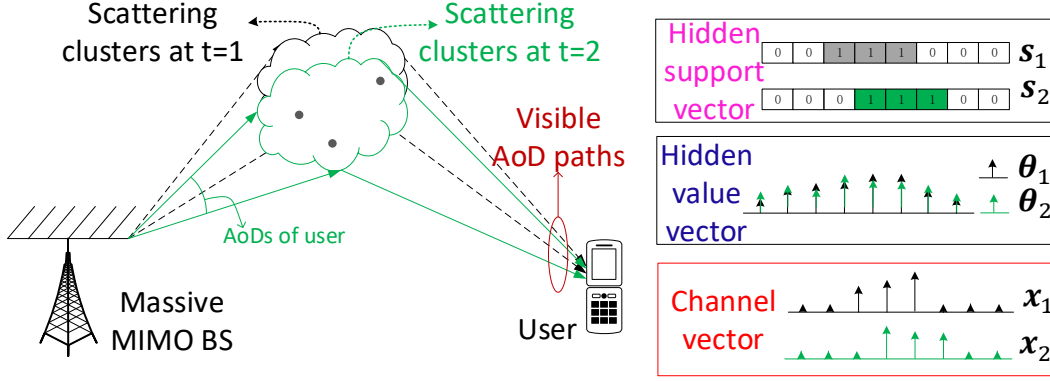 Scattering
clusters at t=1
Scattering
clusters at t=2
Visible
AoD paths
AoDs of user
Massive
MIMO BS
User
Hidden
support
vector
0 0 1 1 1 0 0 0 s₁
0 0 0 1 1 1 0 0 s₂
Hidden
value
vector
θ₁
θ₂
Channel
vector
x₁
x₂